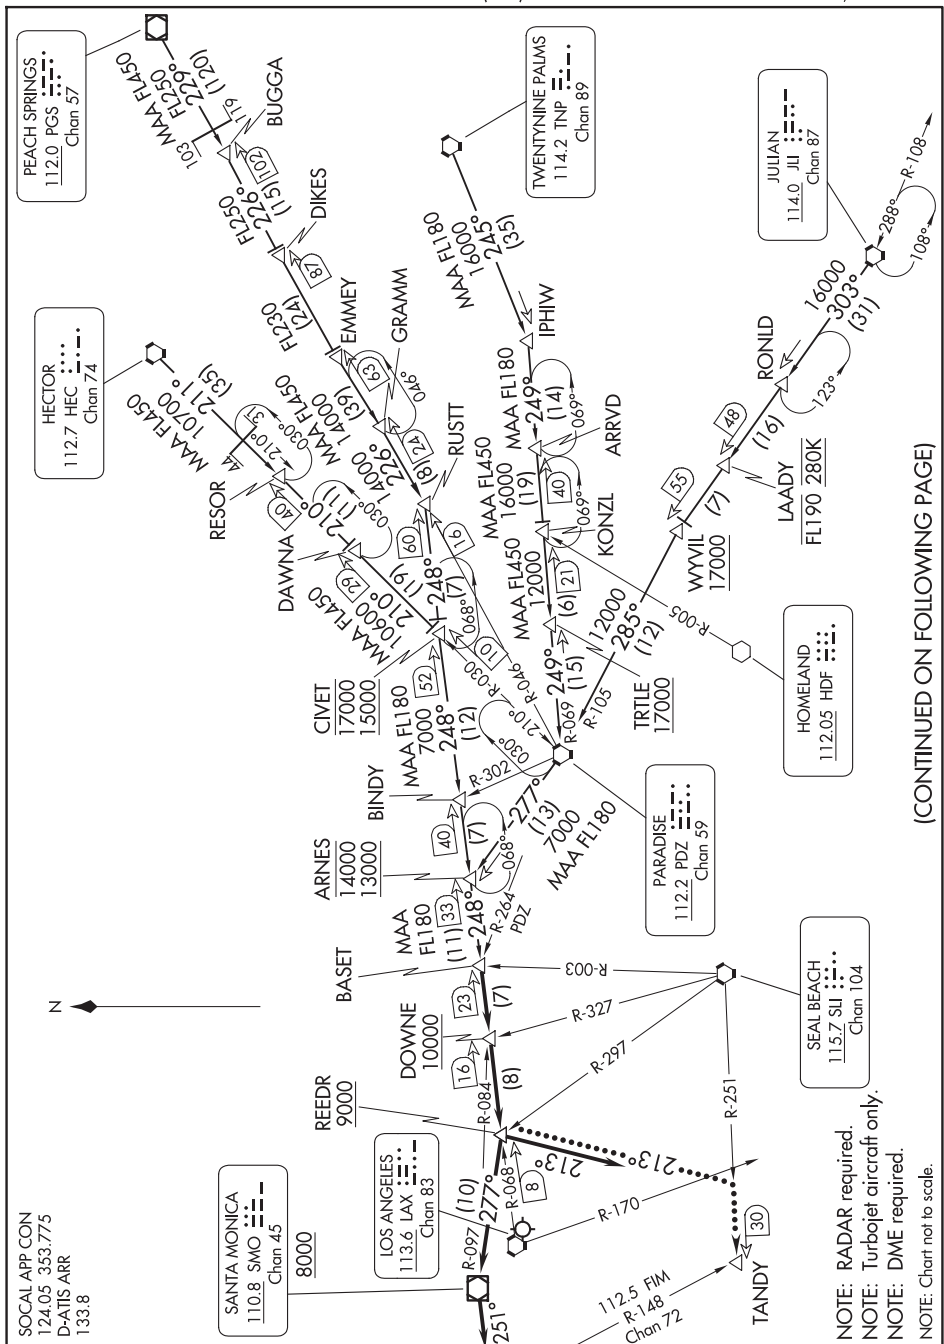 SOCAL APP CON
124.05 353.775
D-ATIS ARR
133.8
SANTA MONICA
110.8 SMO
Chan 45
8000
LOS ANGELES
113.6 LAX
Chan 83
REEDR
9000
DOWNE
10000
BASET
ARNES
14000
13000
BINDY
CIVET
17000
15000
DAWNA
RESOR
HECTOR
112.7 HEC
Chan 74
PEACH SPRINGS
112.0 PGS
Chan 57
N
251°
R-097
277°
(10)
R-068
8
R-084
(8)
16
(7)
23
R-264
PDZ
MAA
FL180
(11)
33
248°
068°
(7)
40
R-302
MAA FL180
7000
248°
(12)
52
R-030
10
068°
MAA FL450
10600°
210°
(19)
29
030°
210°
(11)
40
210°
030°
44
31
MAA FL450
10700
211°
(35)
248°
(7)
60
16
R-046
RUSTT
(8)
14000
226°
24
GRAMM
046°
MAA FL450
14000
(39)
63
EMMEY
FL230
(24)
87
DIKES
FL250
226°
(15)
102
BUGGA
103
119
MAA FL450
FL250
229°
(120)
TWENTYNINE PALMS
114.2 TNP
Chan 89
MAA FL180
16000
245°
(35)
IPHIW
MAA FL180
249°
(14)
069°
ARRVD
MAA FL450
16000
(19)
40
069°
KONZL
MAA FL450
12000
(6)
21
TRTLE
17000
249°
(15)
R-069
R-105
12000
285°
(12)
R-005
HOMELAND
112.05 HDF
WYVIL
17000
55
(7)
LAADY
FL190 280K
48
(16)
RONLD
123°
16000
303°
(31)
JULIAN
114.0 JLI
Chan 87
288°
R-108
108°
030°
210°
277°
(13)
7000
MAA FL180
PARADISE
112.2 PDZ
Chan 59
SEAL BEACH
115.7 SLI
Chan 104
R-003
R-327
R-297
R-251
213°
213°
R-170
30
TANDY
112.5 FIM
R-148
Chan 72
NOTE: RADAR required.
NOTE: Turbojet aircraft only.
NOTE: DME required.
NOTE: Chart not to scale.
(CONTINUED ON FOLLOWING PAGE)